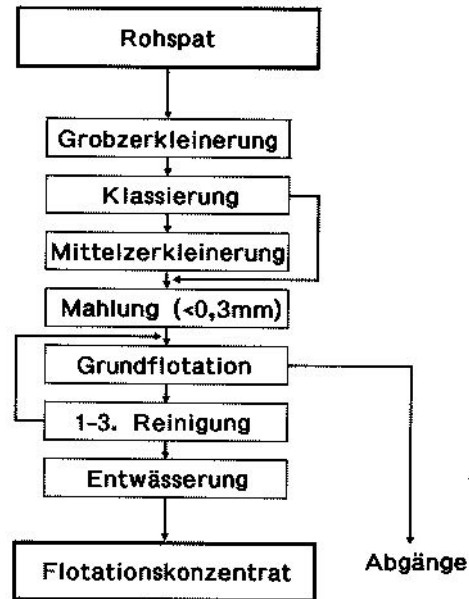 Rohspat
Grobzerkleinerung
Klassierung
Mittelzerkleinerung
Mahlung (<0,3mm)
Grundflotation
1-3. Reinigung
Entwässerung
Flotationskonzentrat
Abgänge